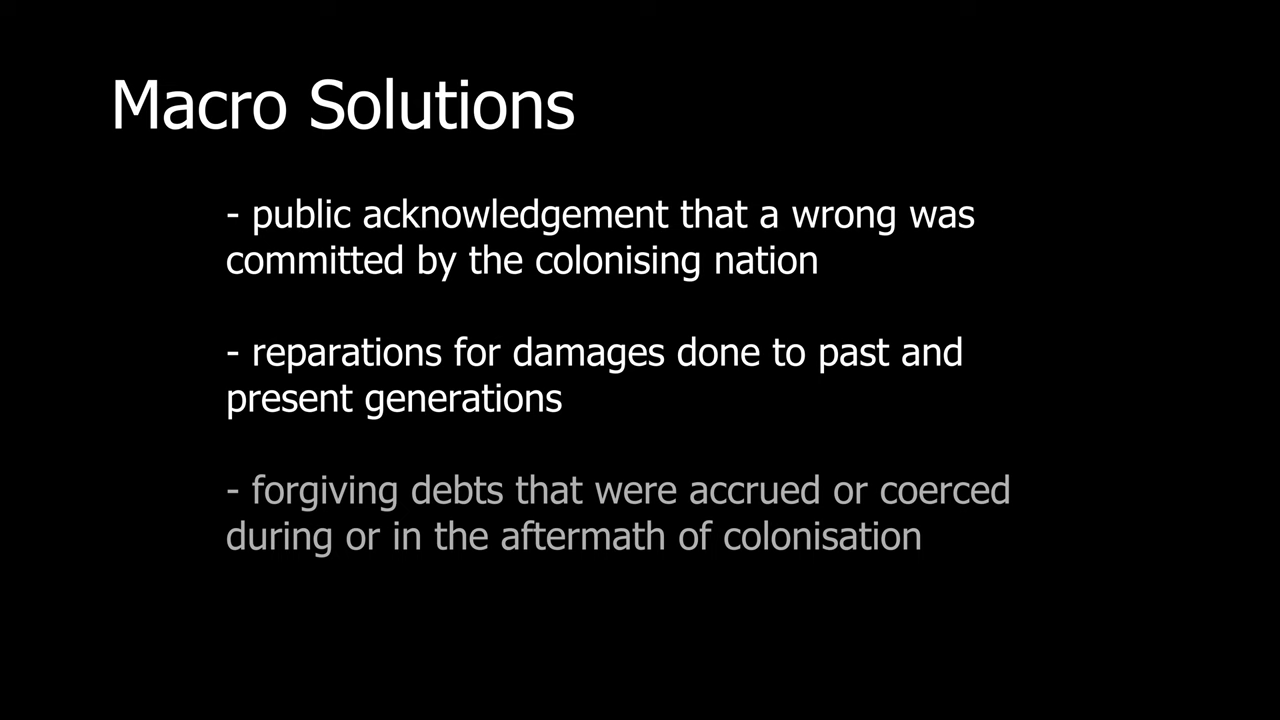 Macro Solutions
- public acknowledgement that a wrong was
committed by the colonising nation
- reparations for damages done to past and
present generations
- forgiving debts that were accrued or coerced
during or in the aftermath of colonisation